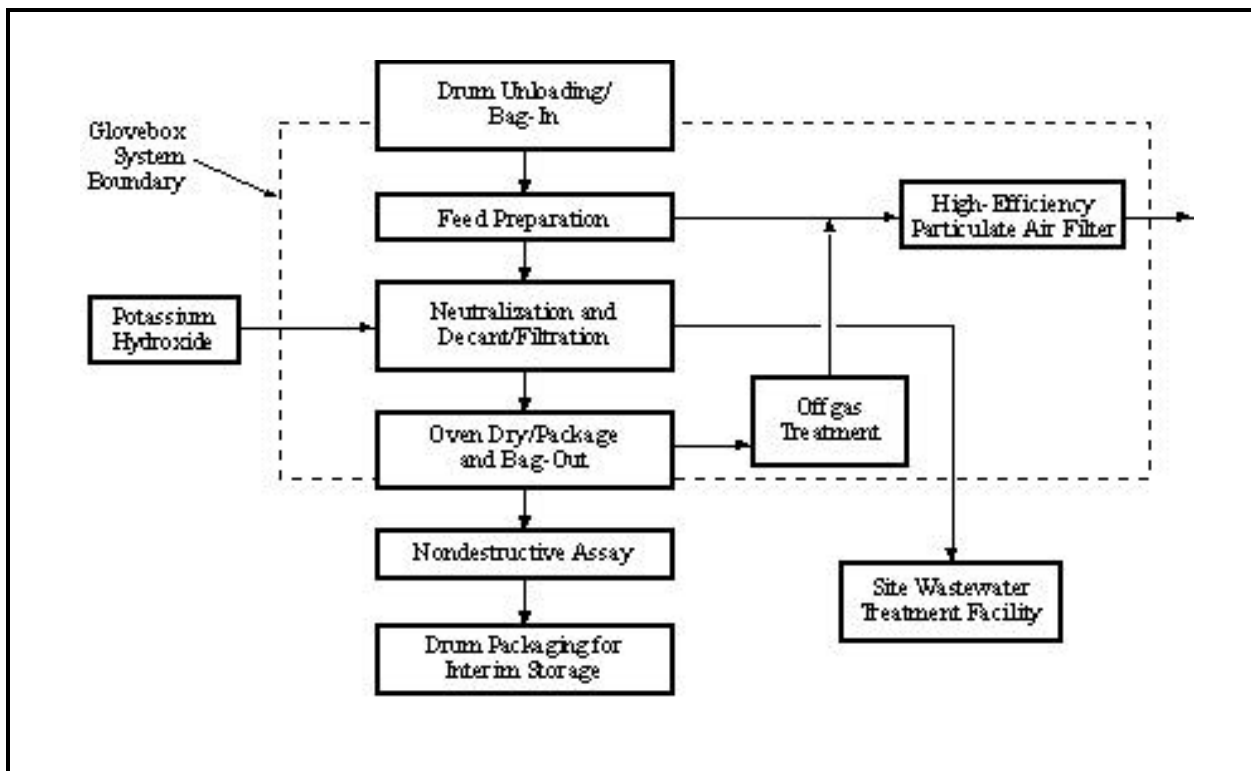 Drum Unloading/
Bag-In
Glovebox
System
Boundary
Feed Preparation
High-Efficiency
Particulate Air Filter
Potassium
Hydroxide
Neutralization and
Decant/Filtration
Oven Dry/Package
and Bag-Out
Offgas
Treatment
Nondestructive Assay
Site Wastewater
Treatment Facility
Drum Packaging for
Interim Storage